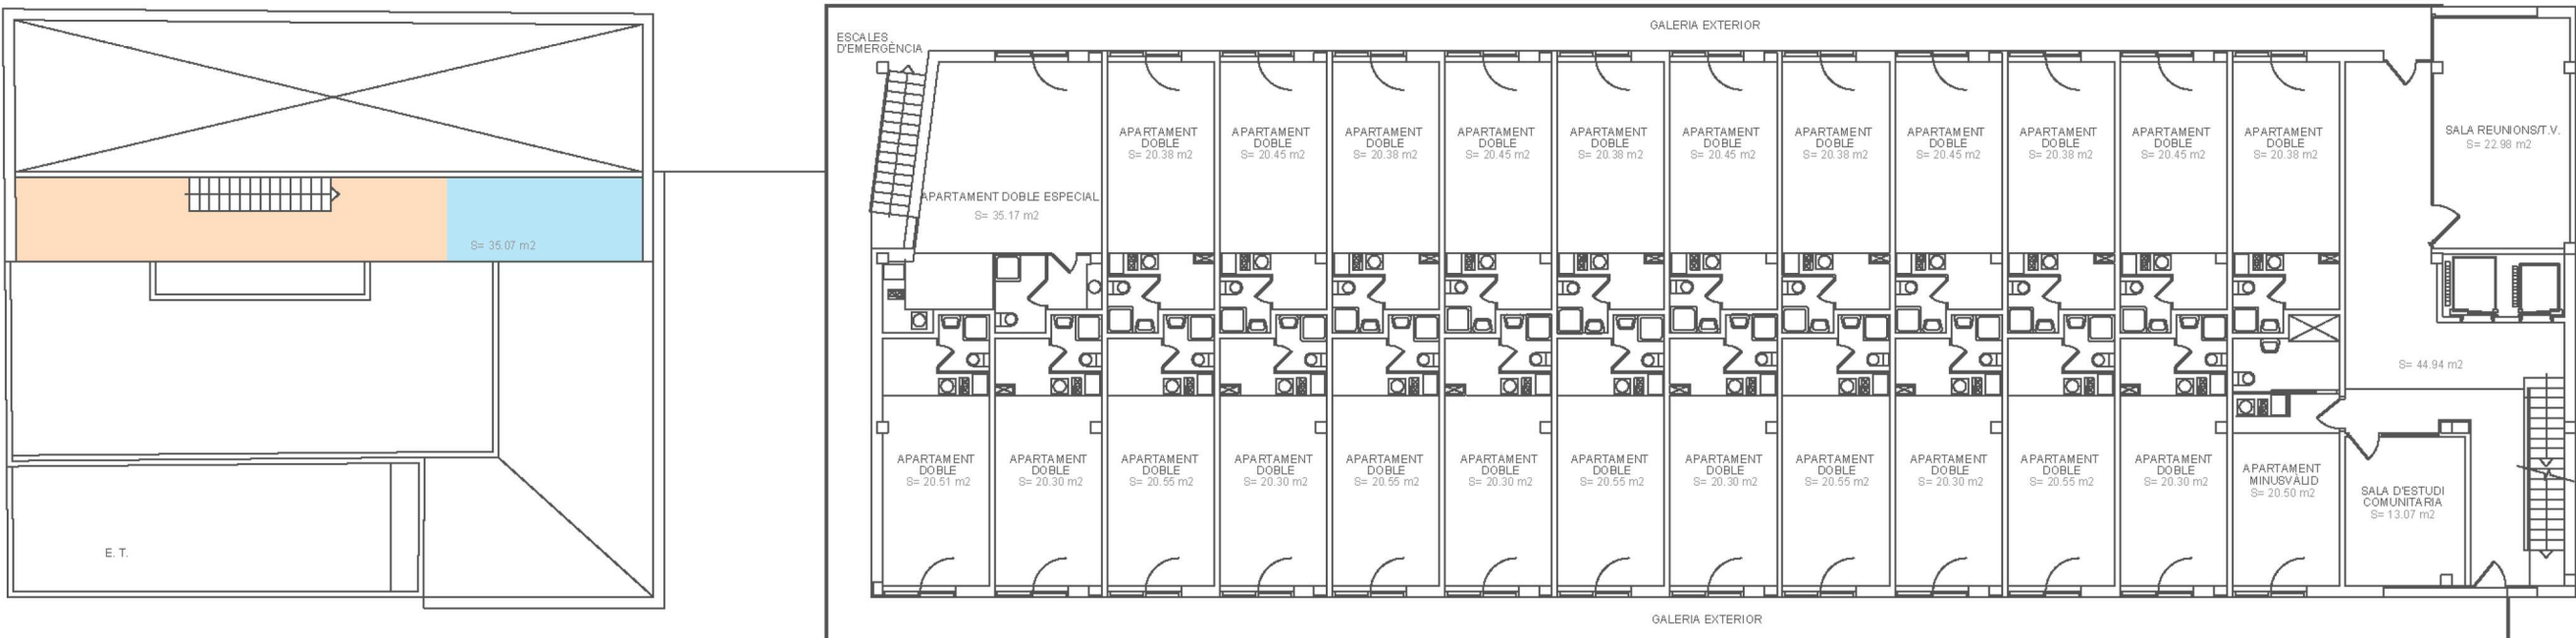 GALERIA EXTERIOR
ESCALES
D'EMERGÈNCIA
APARTAMENT
DOBLE
S= 20.38 m2
APARTAMENT
DOBLE
S= 20.45 m2
APARTAMENT
DOBLE
S= 20.38 m2
APARTAMENT
DOBLE
S= 20.45 m2
APARTAMENT
DOBLE
S= 20.38 m2
APARTAMENT
DOBLE
S= 20.45 m2
APARTAMENT
DOBLE
S= 20.38 m2
APARTAMENT
DOBLE
S= 20.45 m2
APARTAMENT
DOBLE
S= 20.38 m2
APARTAMENT
DOBLE
S= 20.45 m2
APARTAMENT
DOBLE
S= 20.38 m2
SALA REUNIONS/T.V.
S= 22.98 m2
APARTAMENT DOBLE ESPECIAL
S= 35.17 m2
S= 35.07 m2
S= 44.94 m2
APARTAMENT
DOBLE
S= 20.51 m2
APARTAMENT
DOBLE
S= 20.30 m2
APARTAMENT
DOBLE
S= 20.55 m2
APARTAMENT
DOBLE
S= 20.30 m2
APARTAMENT
DOBLE
S= 20.55 m2
APARTAMENT
DOBLE
S= 20.30 m2
APARTAMENT
DOBLE
S= 20.55 m2
APARTAMENT
DOBLE
S= 20.30 m2
APARTAMENT
DOBLE
S= 20.55 m2
APARTAMENT
DOBLE
S= 20.30 m2
APARTAMENT
DOBLE
S= 20.55 m2
APARTAMENT
DOBLE
S= 20.30 m2
APARTAMENT
MINUSVÀLID
S= 20.50 m2
SALA D'ESTUDI
COMUNITARIA
S= 13.07 m2
E. T.
GALERIA EXTERIOR